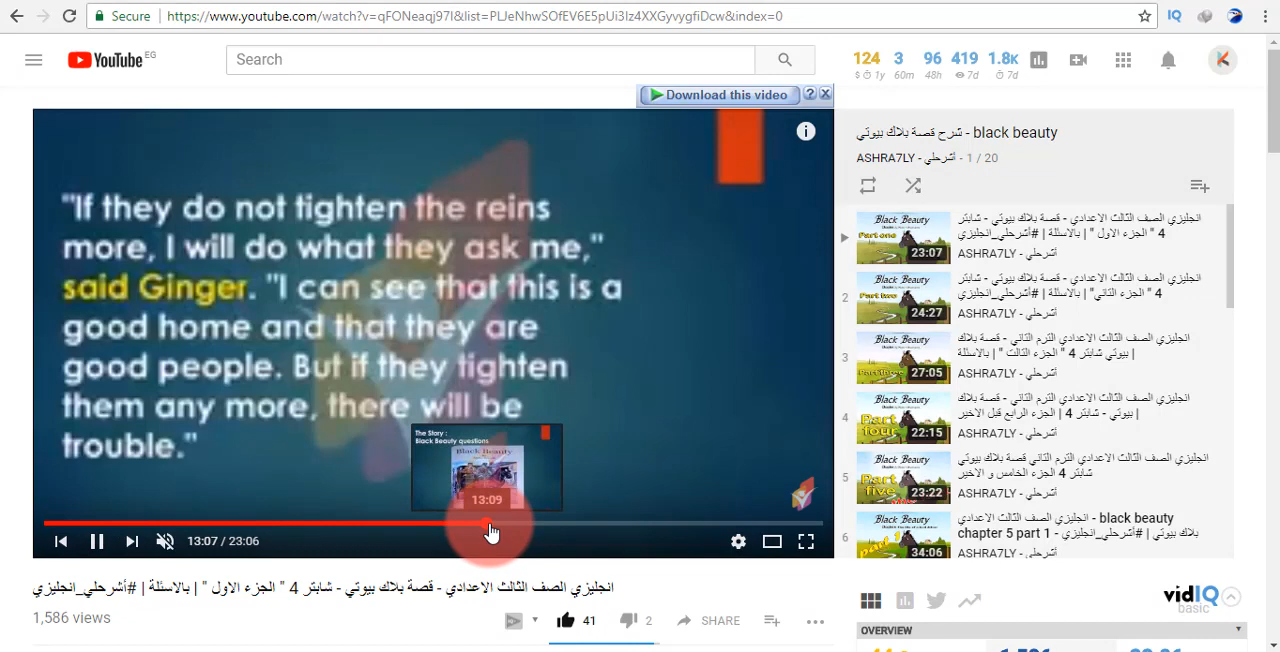 Secure
https://www.youtube.com/watch?v=qFONeaqj97I&list=PLJeNhwSOfEV6E5pUi3Iz4XXGyvygfiDcw&index=0
IQ
YouTube EG
Search
124 3 96 419 1.8K
$ 1y 60m 48h 7d 7d
K
Download this video ? X
"If they do not tighten the reins
more, I will do what they ask me,"
said Ginger. "I can see that this is a
good home and that they are
good people. But if they tighten
them any more, there will be
trouble."
The Story :
Black Beauty questions
Black Beauty
13:09
13:07 / 23:06
انجليزي الصف الثالث الاعدادي - قصة بلاك بيوتي - شابتر 4 " الجزء الاول " | بالاسئلة | #أشرحلي_انجليزي
1,586 views
41
2
SHARE
شرح قصة بلاك بيوتي - black beauty
ASHRA7LY - أشرحلي - 1 / 20
Black Beauty
Part one
23:07
انجليزي الصف الثالث الاعدادي - قصة بلاك بيوتي - شابتر
4 " الجزء الاول " | بالاسئلة | #أشرحلي_انجليزي
ASHRA7LY - أشرحلي
2
Black Beauty
Part two
24:27
انجليزي الصف الثالث الاعدادي - قصة بلاك بيوتي - شابتر
4 " الجزء الثاني" | بالاسئلة | #أشرحلي_انجليزي
ASHRA7LY - أشرحلي
3
Black Beauty
Part three
27:05
انجليزي الصف الثالث الاعدادي الترم الثاني - قصة بلاك
بيوتي شابتر 4 " الجزء الثالث " | بالاسئلة |
ASHRA7LY - أشرحلي
4
Black Beauty
Part four
22:15
انجليزي الصف الثالث الاعدادي الترم الثاني - قصة بلاك
بيوتي - شابتر 4 | الجزء الرابع قبل الاخير |
ASHRA7LY - أشرحلي
5
Black Beauty
Part five
23:22
انجليزي الصف الثالث الاعدادي الترم الثاني قصة بلاك بيوتي
شابتر 4 الجزء الخامس و الاخير
ASHRA7LY - أشرحلي
6
Black Beauty
part 1
34:06
انجليزي الصف الثالث الاعدادي - black beauty
chapter 5 part 1 - بلاك بيوتي | #أشرحلي_انجليزي
vidIQ
basic
OVERVIEW